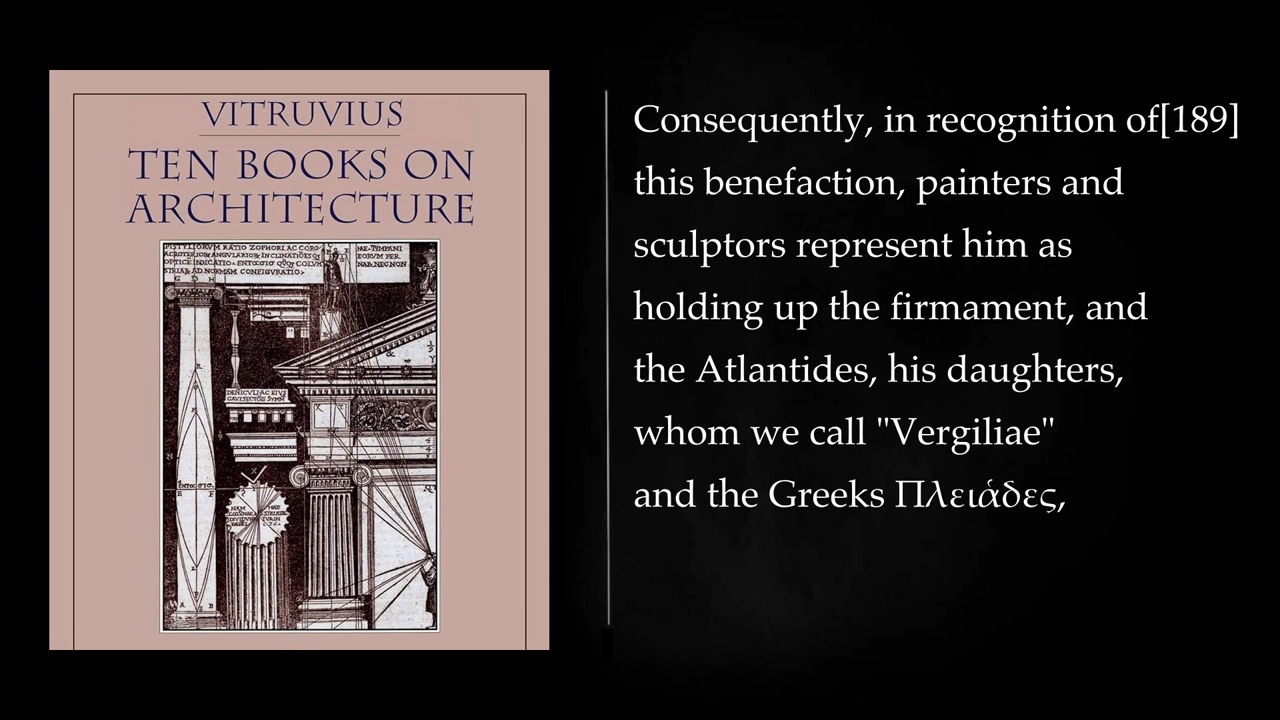 VITRUVIUS
TEN BOOKS ON
ARCHITECTURE
Consequently, in recognition of[189]
this benefaction, painters and
sculptors represent him as
holding up the firmament, and
the Atlantides, his daughters,
whom we call "Vergiliae"
and the Greeks Πλειάδες,